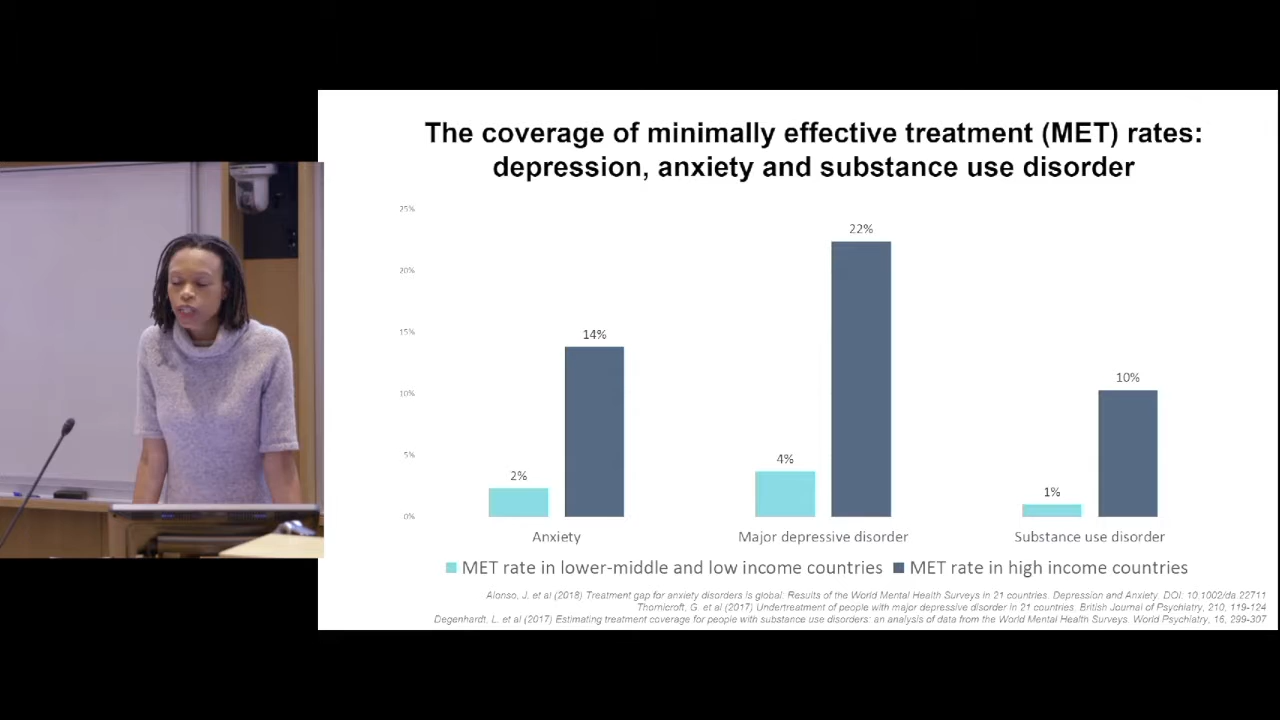 The coverage of minimally effective treatment (MET) rates:
depression, anxiety and substance use disorder
25%
20%
15%
10%
5%
0%
2%
14%
4%
22%
1%
10%
Anxiety
Major depressive disorder
Substance use disorder
MET rate in lower-middle and low income countries
MET rate in high income countries
Alonso, J. et al (2018) Treatment gap for anxiety disorders is global: Results of the World Mental Health Surveys in 21 countries. Depression and Anxiety. DOI: 10.1002/da.22711
Thornicroft, G. et al (2017) Undertreatment of people with major depressive disorder in 21 countries. British Journal of Psychiatry, 210, 119-124
Degenhardt, L. et al (2017) Estimating treatment coverage for people with substance use disorders: an analysis of data from the World Mental Health Surveys. World Psychiatry, 16, 299-307